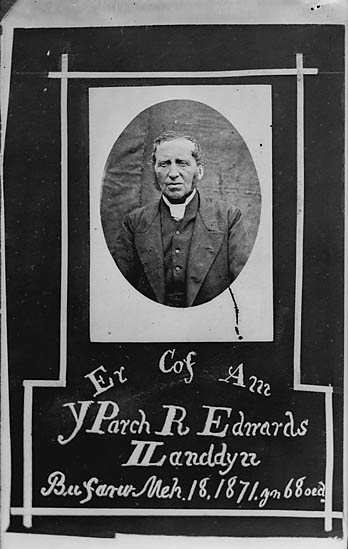 Er Cof Am
Y Parch R Edwards
Llanddyn
Bu farw Meh. 18, 1871. yn 68 oed